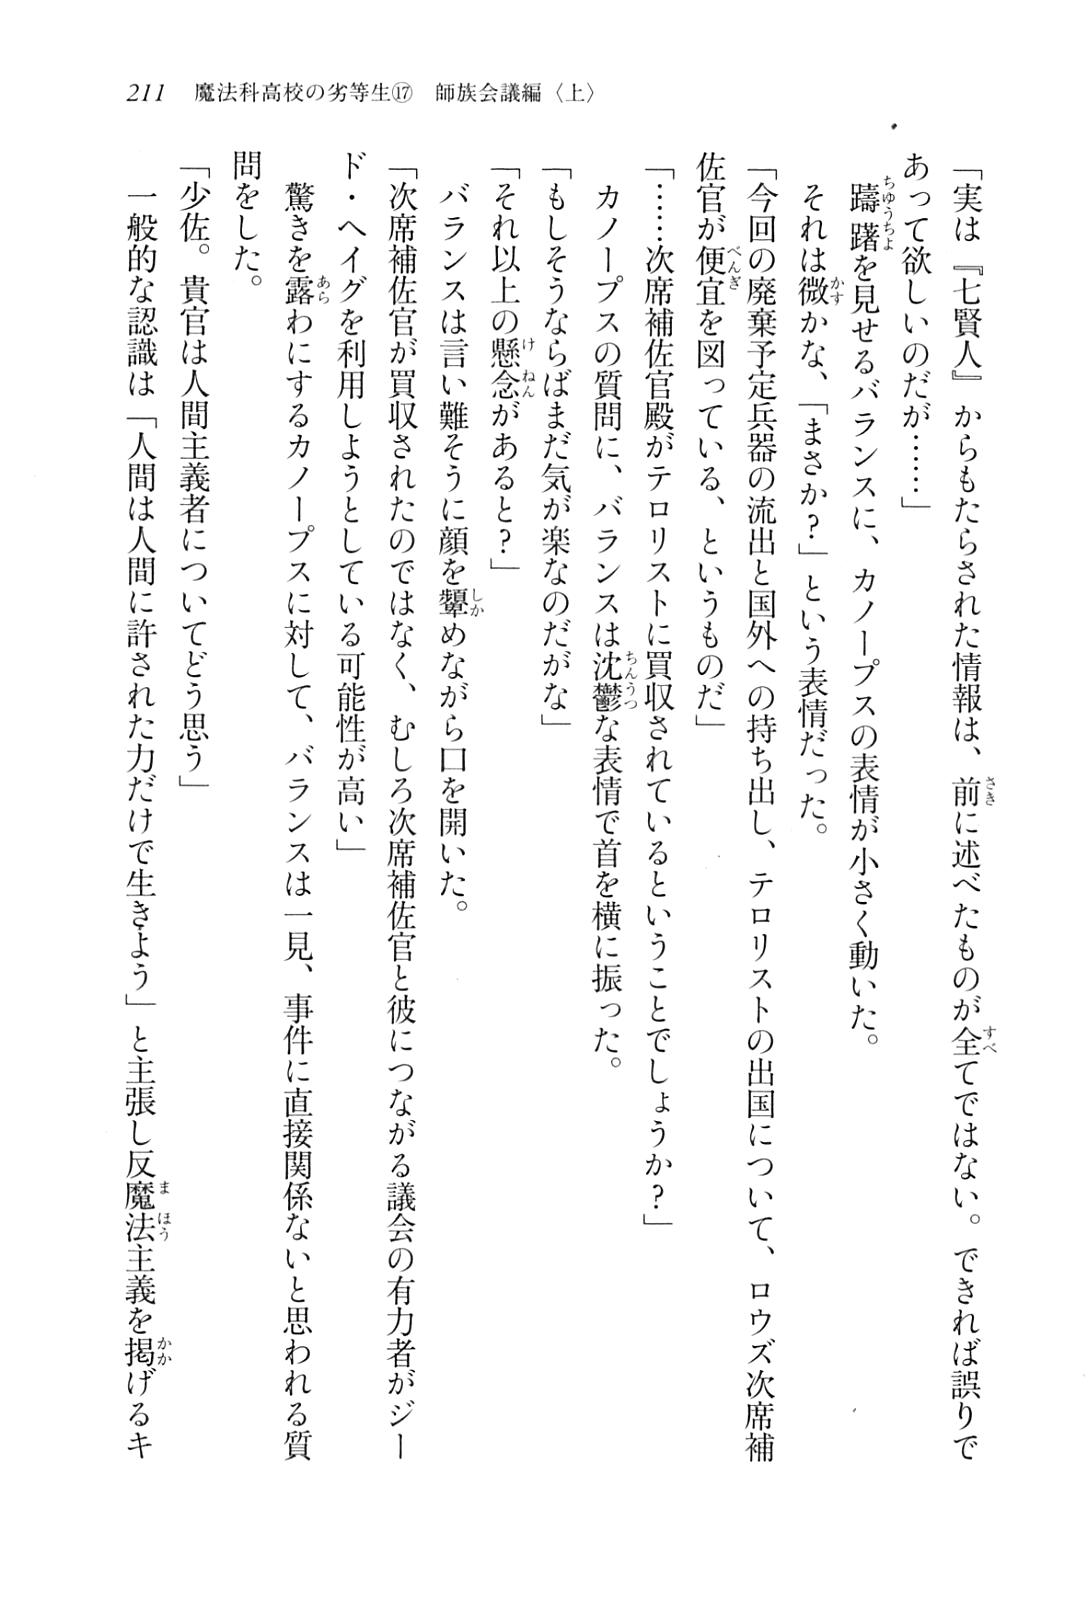 211　魔法科高校の劣等生⑰　師族会議編〈上〉
「実は『七賢人』からもたらされた情報は、前に述べたものが全てではない。できれば誤りで
あって欲しいのだが……」
　躊躇を見せるバランスに、カノープスの表情が小さく動いた。
　それは微かな、「まさか？」という表情だった。
「今回の廃棄予定兵器の流出と国外への持ち出し、テロリストの出国について、ロウズ次席補
佐官が便宜を図っている、というものだ」
「……次席補佐官殿がテロリストに買収されているということでしょうか？」
　カノープスの質問に、バランスは沈鬱な表情で首を横に振った。
「もしそうならばまだ気が楽なのだがな」
「それ以上の懸念があると？」
　バランスは言い難そうに顔を顰めながら口を開いた。
「次席補佐官が買収されたのではなく、むしろ次席補佐官と彼につながる議会の有力者がジー
ド・ヘイグを利用しようとしている可能性が高い」
　驚きを露わにするカノープスに対して、バランスは一見、事件に直接関係ないと思われる質
問をした。
「少佐。貴官は人間主義者についてどう思う」
　一般的な認識は「人間は人間に許された力だけで生きよう」と主張し反魔法主義を掲げるキ